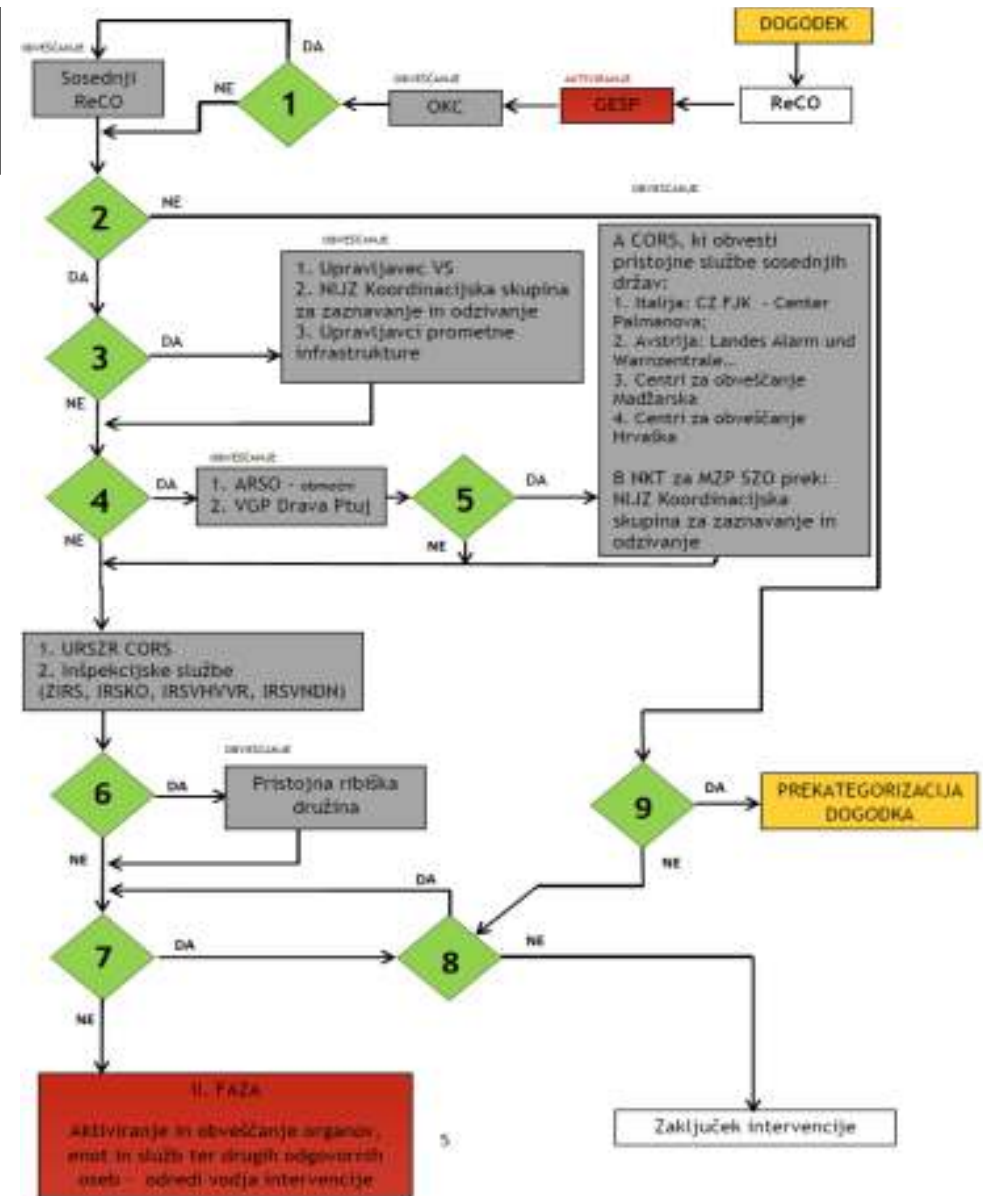 DOGODEK
DA
OBVEŠČANJE
Sosednji
ReCO
NE
1
OBVEŠČANJE
OKC
AKTIVIRANJE
GESP
ReCO
2
NE
OBVEŠČANJE
DA
OBVEŠČANJE
1. Upravljavec VS
2. NIJZ Koordinacijska skupina
za zaznavanje in odzivanje
3. Upravljavci prometne
infrastrukture
A CORS, ki obvesti
pristojne službe sosednjih
držav:
1. Italija: CZ FJK - Center
Palmanova;
2. Avstrija: Landes Alarm und
Warnzentrale...
3. Centri za obveščanje
Madžarska
4. Centri za obveščanje
Hrvaška
B NKT za MZP SZO prek:
NIJZ Koordinacijska
skupina za zaznavanje in
odzivanje
3
DA
NE
OBVEŠČANJE
4
DA
1. ARSO - območni
2. VGP Drava Ptuj
5
DA
NE
NE
1. URSZR CORS
2. Inšpekcijske službe
(ZIRS, IRSKO, IRSVHVVR, IRSVNDN)
OBVEŠČANJE
6
DA
Pristojna ribiška
družina
NE
9
DA
PREKATEGORIZACIJA
DOGODKA
NE
DA
7
DA
8
NE
NE
II. FAZA
Aktiviranje in obveščanje organov,
enot in služb ter drugih odgovornih
oseb - odredi vodja intervencije
5
Zaključek intervencije